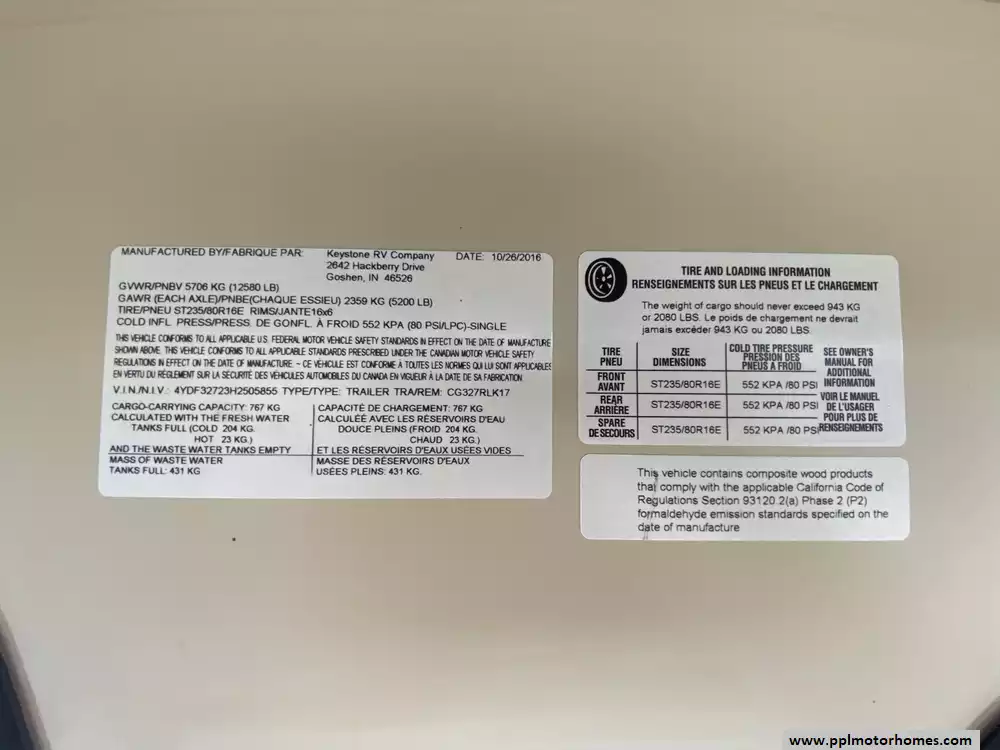 MANUFACTURED BY/FABRIQUE PAR: Keystone RV Company DATE: 10/26/2016
2642 Hackberry Drive
Goshen, IN 46526
GVWR/PNBV 5706 KG (12580 LB)
GAWR (EACH AXLE)/PNBE(CHAQUE ESSIEU) 2359 KG (5200 LB)
TIRE/PNEU ST235/80R16E RIMS/JANTE16x6
COLD INFL. PRESS/PRESS. DE GONFL. À FROID 552 KPA (80 PSI/LPC)-SINGLE
THIS VEHICLE CONFORMS TO ALL APPLICABLE U.S. FEDERAL MOTOR VEHICLE SAFETY STANDARDS IN EFFECT ON THE DATE OF MANUFACTURE
SHOWN ABOVE. THIS VEHICLE CONFORMS TO ALL APPLICABLE STANDARDS PRESCRIBED UNDER THE CANADIAN MOTOR VEHICLE SAFETY
REGULATIONS IN EFFECT ON THE DATE OF MANUFACTURE - CE VÉHICULE EST CONFORME À TOUTES LES NORMES QUI LUI SONT APPLICABLES
EN VERTU DU RÈGLEMENT SUR LA SÉCURITÉ DES VÉHICULES AUTOMOBILES DU CANADA EN VIGUEUR À LA DATE DE SA FABRICATION.
V.I.N./N.I.V.: 4YDF32723H2505855 TYPE/TYPE: TRAILER TRA/REM: CG327RLK17
CARGO-CARRYING CAPACITY: 767 KG
CALCULATED WITH THE FRESH WATER
TANKS FULL (COLD 204 KG.
HOT 23 KG.)
AND THE WASTE WATER TANKS EMPTY
MASS OF WASTE WATER
TANKS FULL: 431 KG
CAPACITÉ DE CHARGEMENT: 767 KG
CALCULÉE AVEC LES RÉSERVOIRS D'EAU
DOUCE PLEINS (FROID 204 KG.
CHAUD 23 KG.)
ET LES RÉSERVOIRS D'EAUX USÉES VIDES
MASSE DES RÉSERVOIRS D'EAUX
USÉES PLEINS: 431 KG.
TIRE AND LOADING INFORMATION
RENSEIGNEMENTS SUR LES PNEUS ET LE CHARGEMENT
The weight of cargo should never exceed 943 KG
or 2080 LBS. Le poids de chargement ne devrait
jamais excéder 943 KG ou 2080 LBS.
TIRE
PNEU
SIZE
DIMENSIONS
COLD TIRE PRESSURE
PRESSION DES
PNEUS A FROID
FRONT
AVANT
ST235/80R16E
552 KPA /80 PSI
REAR
ARRIÈRE
ST235/80R16E
552 KPA /80 PSI
SPARE
DE SECOURS
ST235/80R16E
552 KPA /80 PSI
SEE OWNER'S
MANUAL FOR
ADDITIONAL
INFORMATION
VOIR LE MANUEL
DE L'USAGER
POUR PLUS DE
RENSEIGNEMENTS
This vehicle contains composite wood products
that comply with the applicable California Code of
Regulations Section 93120.2(a) Phase 2 (P2)
formaldehyde emission standards specified on the
date of manufacture
www.pplmotorhomes.com